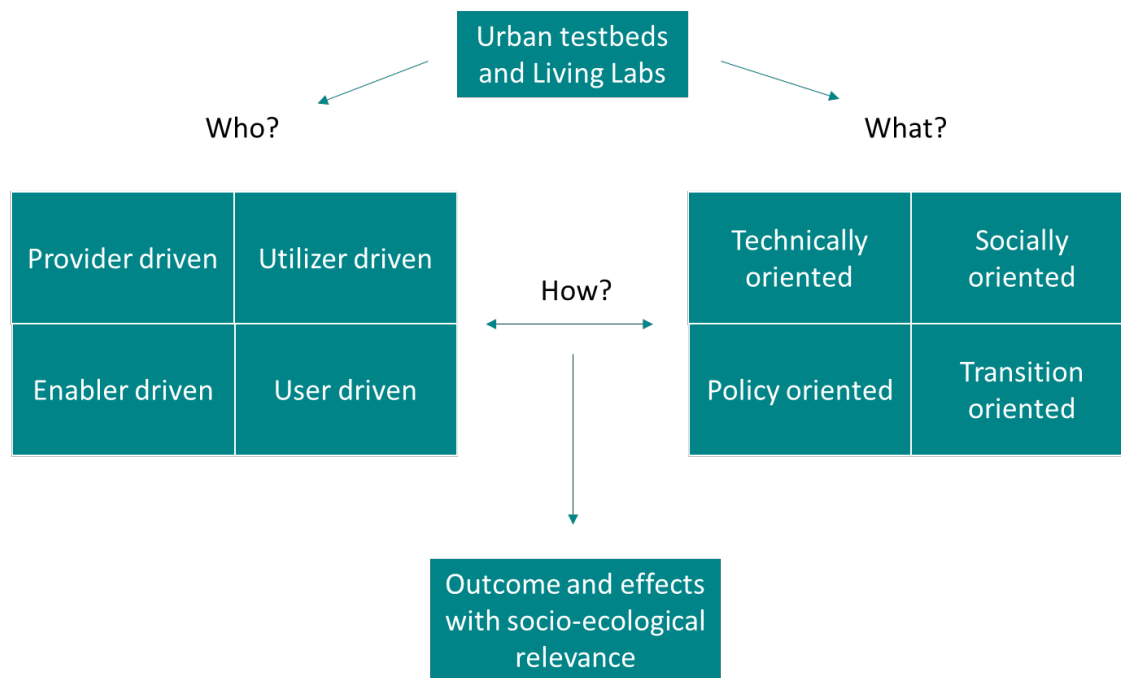 Urban testbeds
and Living Labs
Who?
What?
Provider driven
Utilizer driven
Enabler driven
User driven
How?
Technically
oriented
Socially
oriented
Policy oriented
Transition
oriented
Outcome and effects
with socio-ecological
relevance